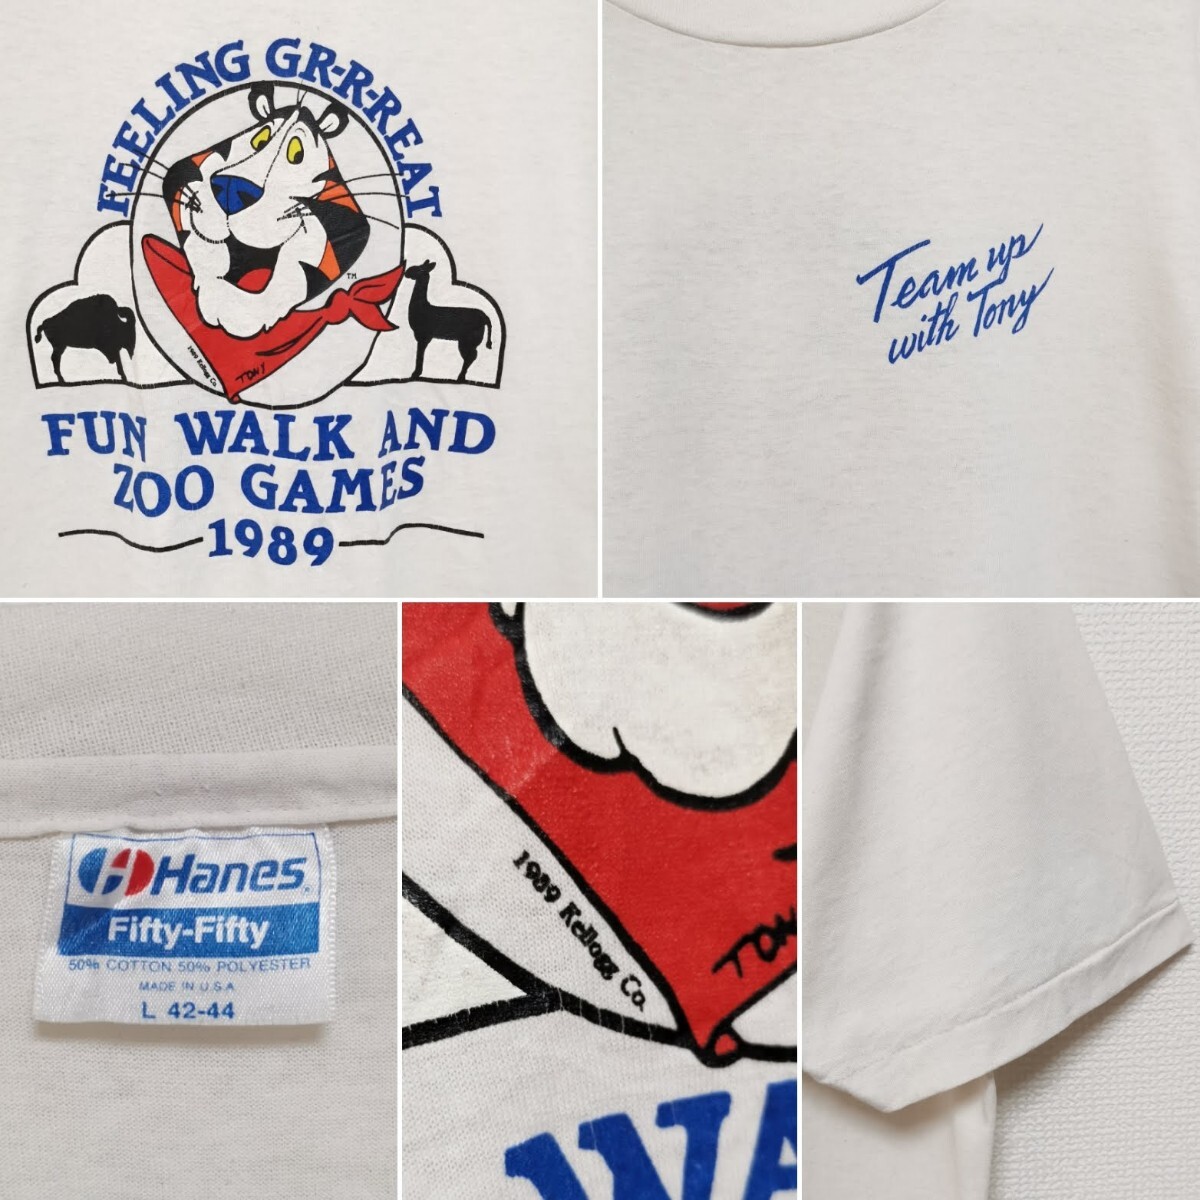 FEELING GR-R-REAT
TM
1989 Kellogg Co.
TONY
FUN WALK AND
ZOO GAMES
1989
Team up
with Tony
Hanes
Fifty-Fifty
50% COTTON 50% POLYESTER
MADE IN U.S.A
L 42-44
1989 Kellogg Co.
TONY
WA